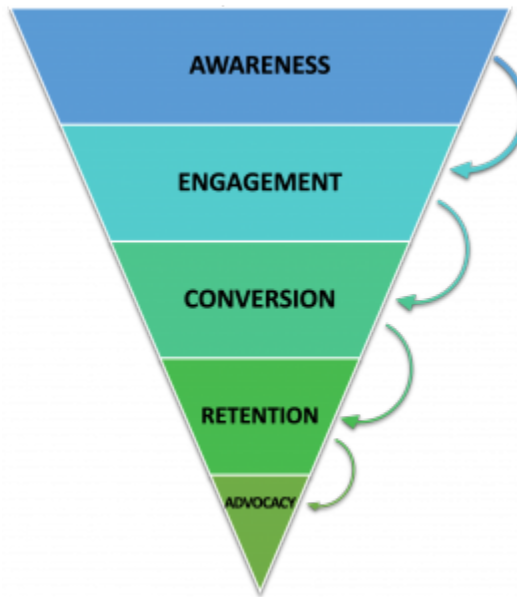 AWARENESS
ENGAGEMENT
CONVERSION
RETENTION
ADVOCACY